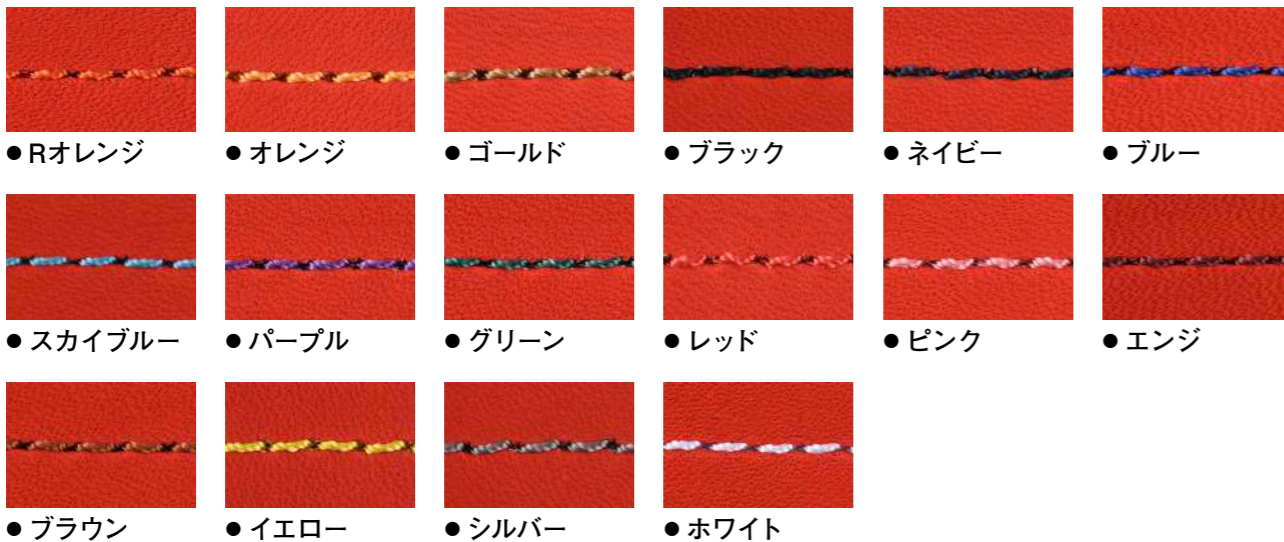 ● Rオレンジ
● オレンジ
● ゴールド
● ブラック
● ネイビー
● ブルー
● スカイブルー
● パープル
● グリーン
● レッド
● ピンク
● エンジ
● ブラウン
● イエロー
● シルバー
● ホワイト